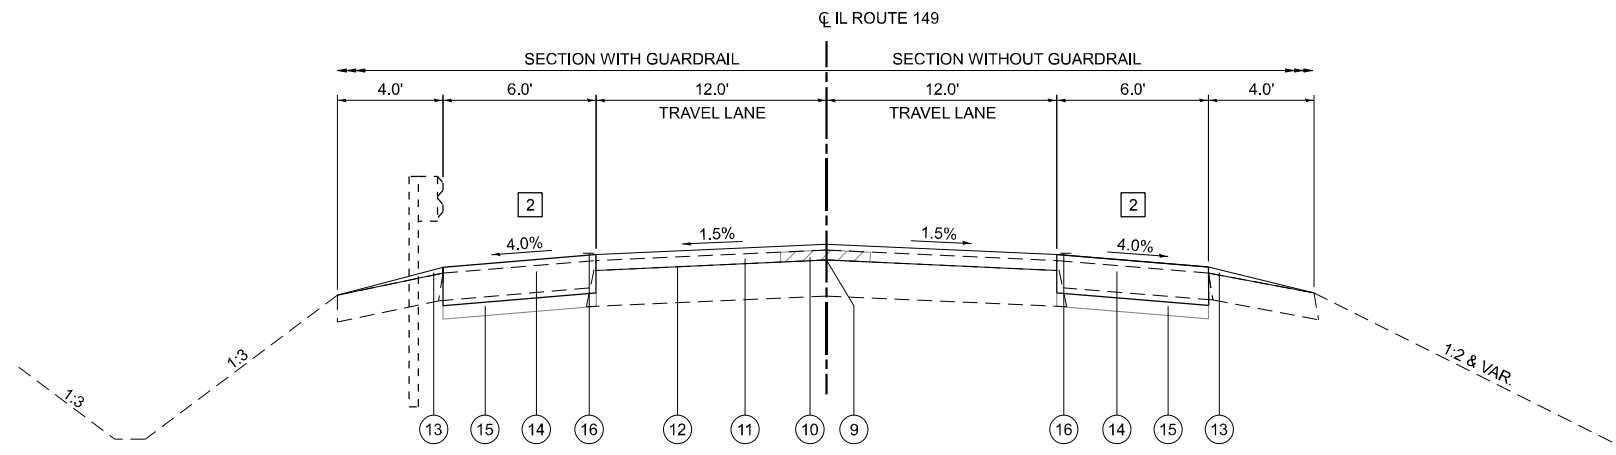 ℄ IL ROUTE 149
SECTION WITH GUARDRAIL SECTION WITHOUT GUARDRAIL
4.0' 6.0' 12.0' 12.0' 6.0' 4.0'
TRAVEL LANE TRAVEL LANE
2 2
4.0% 1.5% 1.5% 4.0%
1:3 1:3 1:2 & VAR.
13 15 14 16 12 11 10 9 16 14 15 13